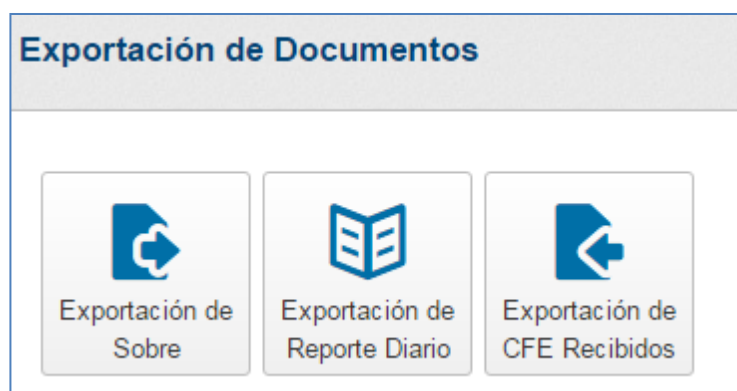 Exportación de Documentos
Exportación de
Sobre
Exportación de
Reporte Diario
Exportación de
CFE Recibidos